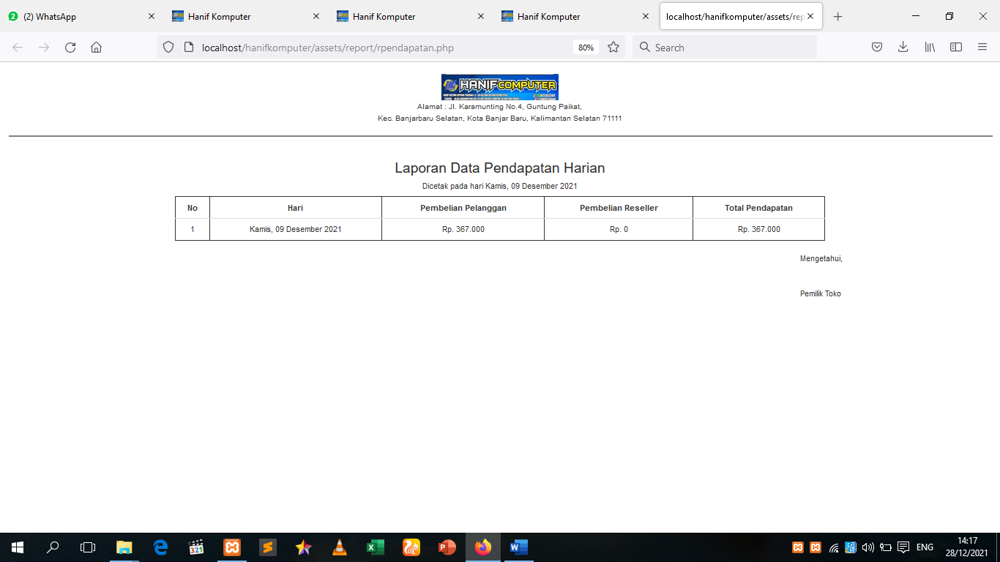 (2) WhatsApp
Hanif Komputer
Hanif Komputer
Hanif Komputer
localhost/hanifkomputer/assets/rep
localhost/hanifkomputer/assets/report/rpendapatan.php
80%
Search
HANIFCOMPUTER
Alamat : Jl. Karamunting No.4, Guntung Paikat,
Kec. Banjarbaru Selatan, Kota Banjar Baru, Kalimantan Selatan 71111
Laporan Data Pendapatan Harian
Dicetak pada hari Kamis, 09 Desember 2021
No Hari Pembelian Pelanggan Pembelian Reseller Total Pendapatan
1 Kamis, 09 Desember 2021 Rp. 367.000 Rp. 0 Rp. 367.000
Mengetahui,
Pemilik Toko
321
ENG
14:17
28/12/2021